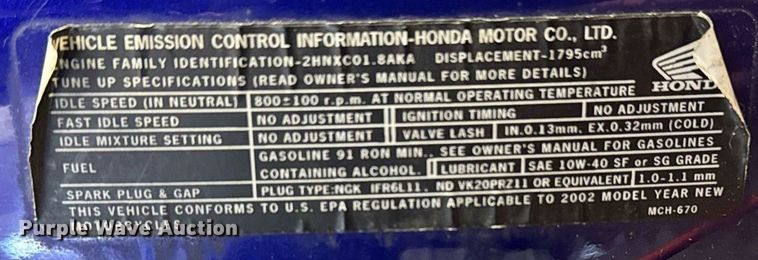 VEHICLE EMISSION CONTROL INFORMATION-HONDA MOTOR CO., LTD.
ENGINE FAMILY IDENTIFICATION-2HNXC01.8AKA DISPLACEMENT-1795cm³
TUNE UP SPECIFICATIONS (READ OWNER'S MANUAL FOR MORE DETAILS)
HOND
IDLE SPEED (IN NEUTRAL) 800±100 r.p.m. AT NORMAL OPERATING TEMPERATURE
FAST IDLE SPEED NO ADJUSTMENT IGNITION TIMING NO ADJUSTMENT
IDLE MIXTURE SETTING NO ADJUSTMENT VALVE LASH IN.0.13mm, EX.0.32mm (COLD)
FUEL GASOLINE 91 RON MIN.. SEE OWNER'S MANUAL FOR GASOLINES
CONTAINING ALCOHOL. LUBRICANT SAE 10W-40 SF or SG GRADE
SPARK PLUG & GAP PLUG TYPE:NGK IFR6L11, ND VK20PRZ11 OR EQUIVALENT 1.0-1.1 mm
THIS VEHICLE CONFORMS TO U.S. EPA REGULATION APPLICABLE TO 2002 MODEL YEAR NEW
MCH-670
Purple Wave Auction